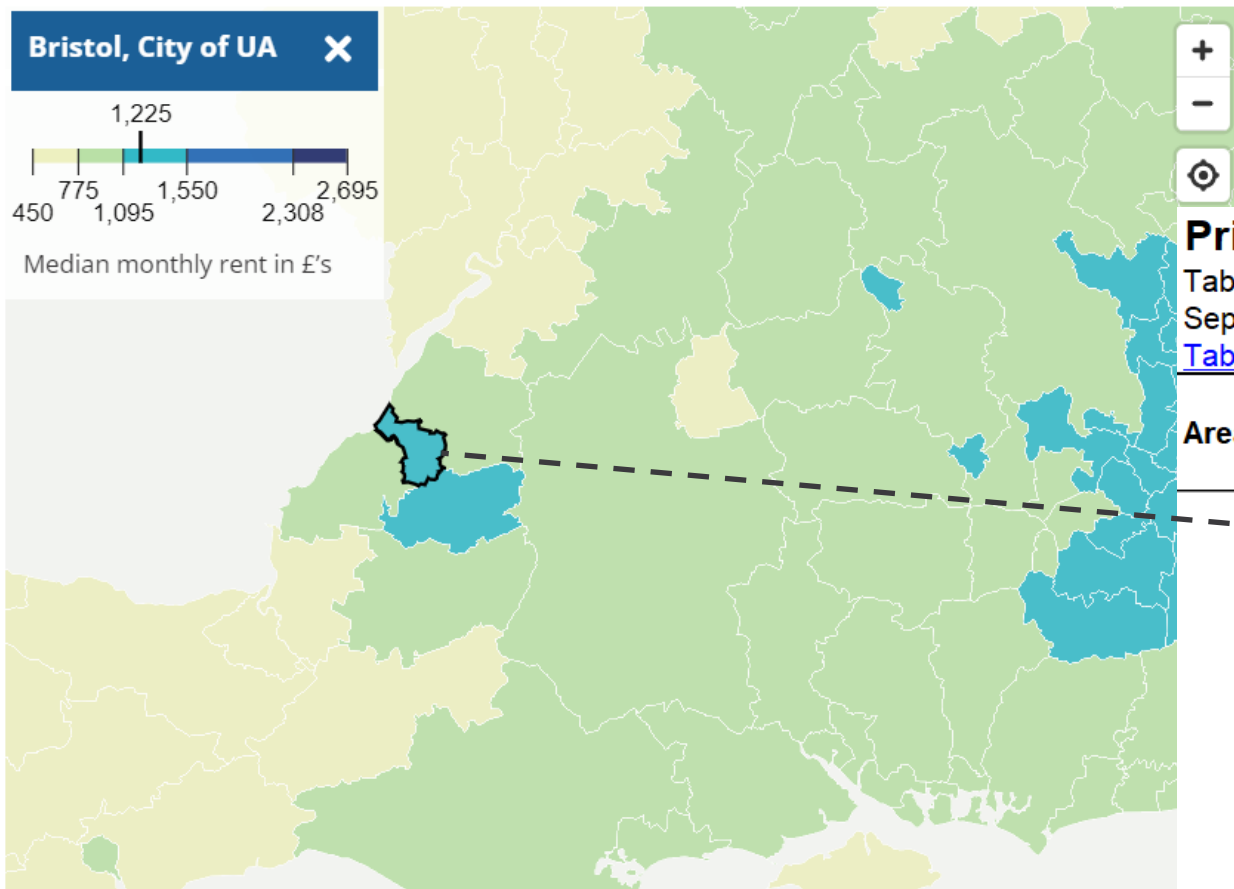 Bristol, City of UA ✕
1,225
775 1,550 2,695
450 1,095 2,308
Median monthly rent in £'s
+
−
Pri
Tab
Sep
Tab
Are